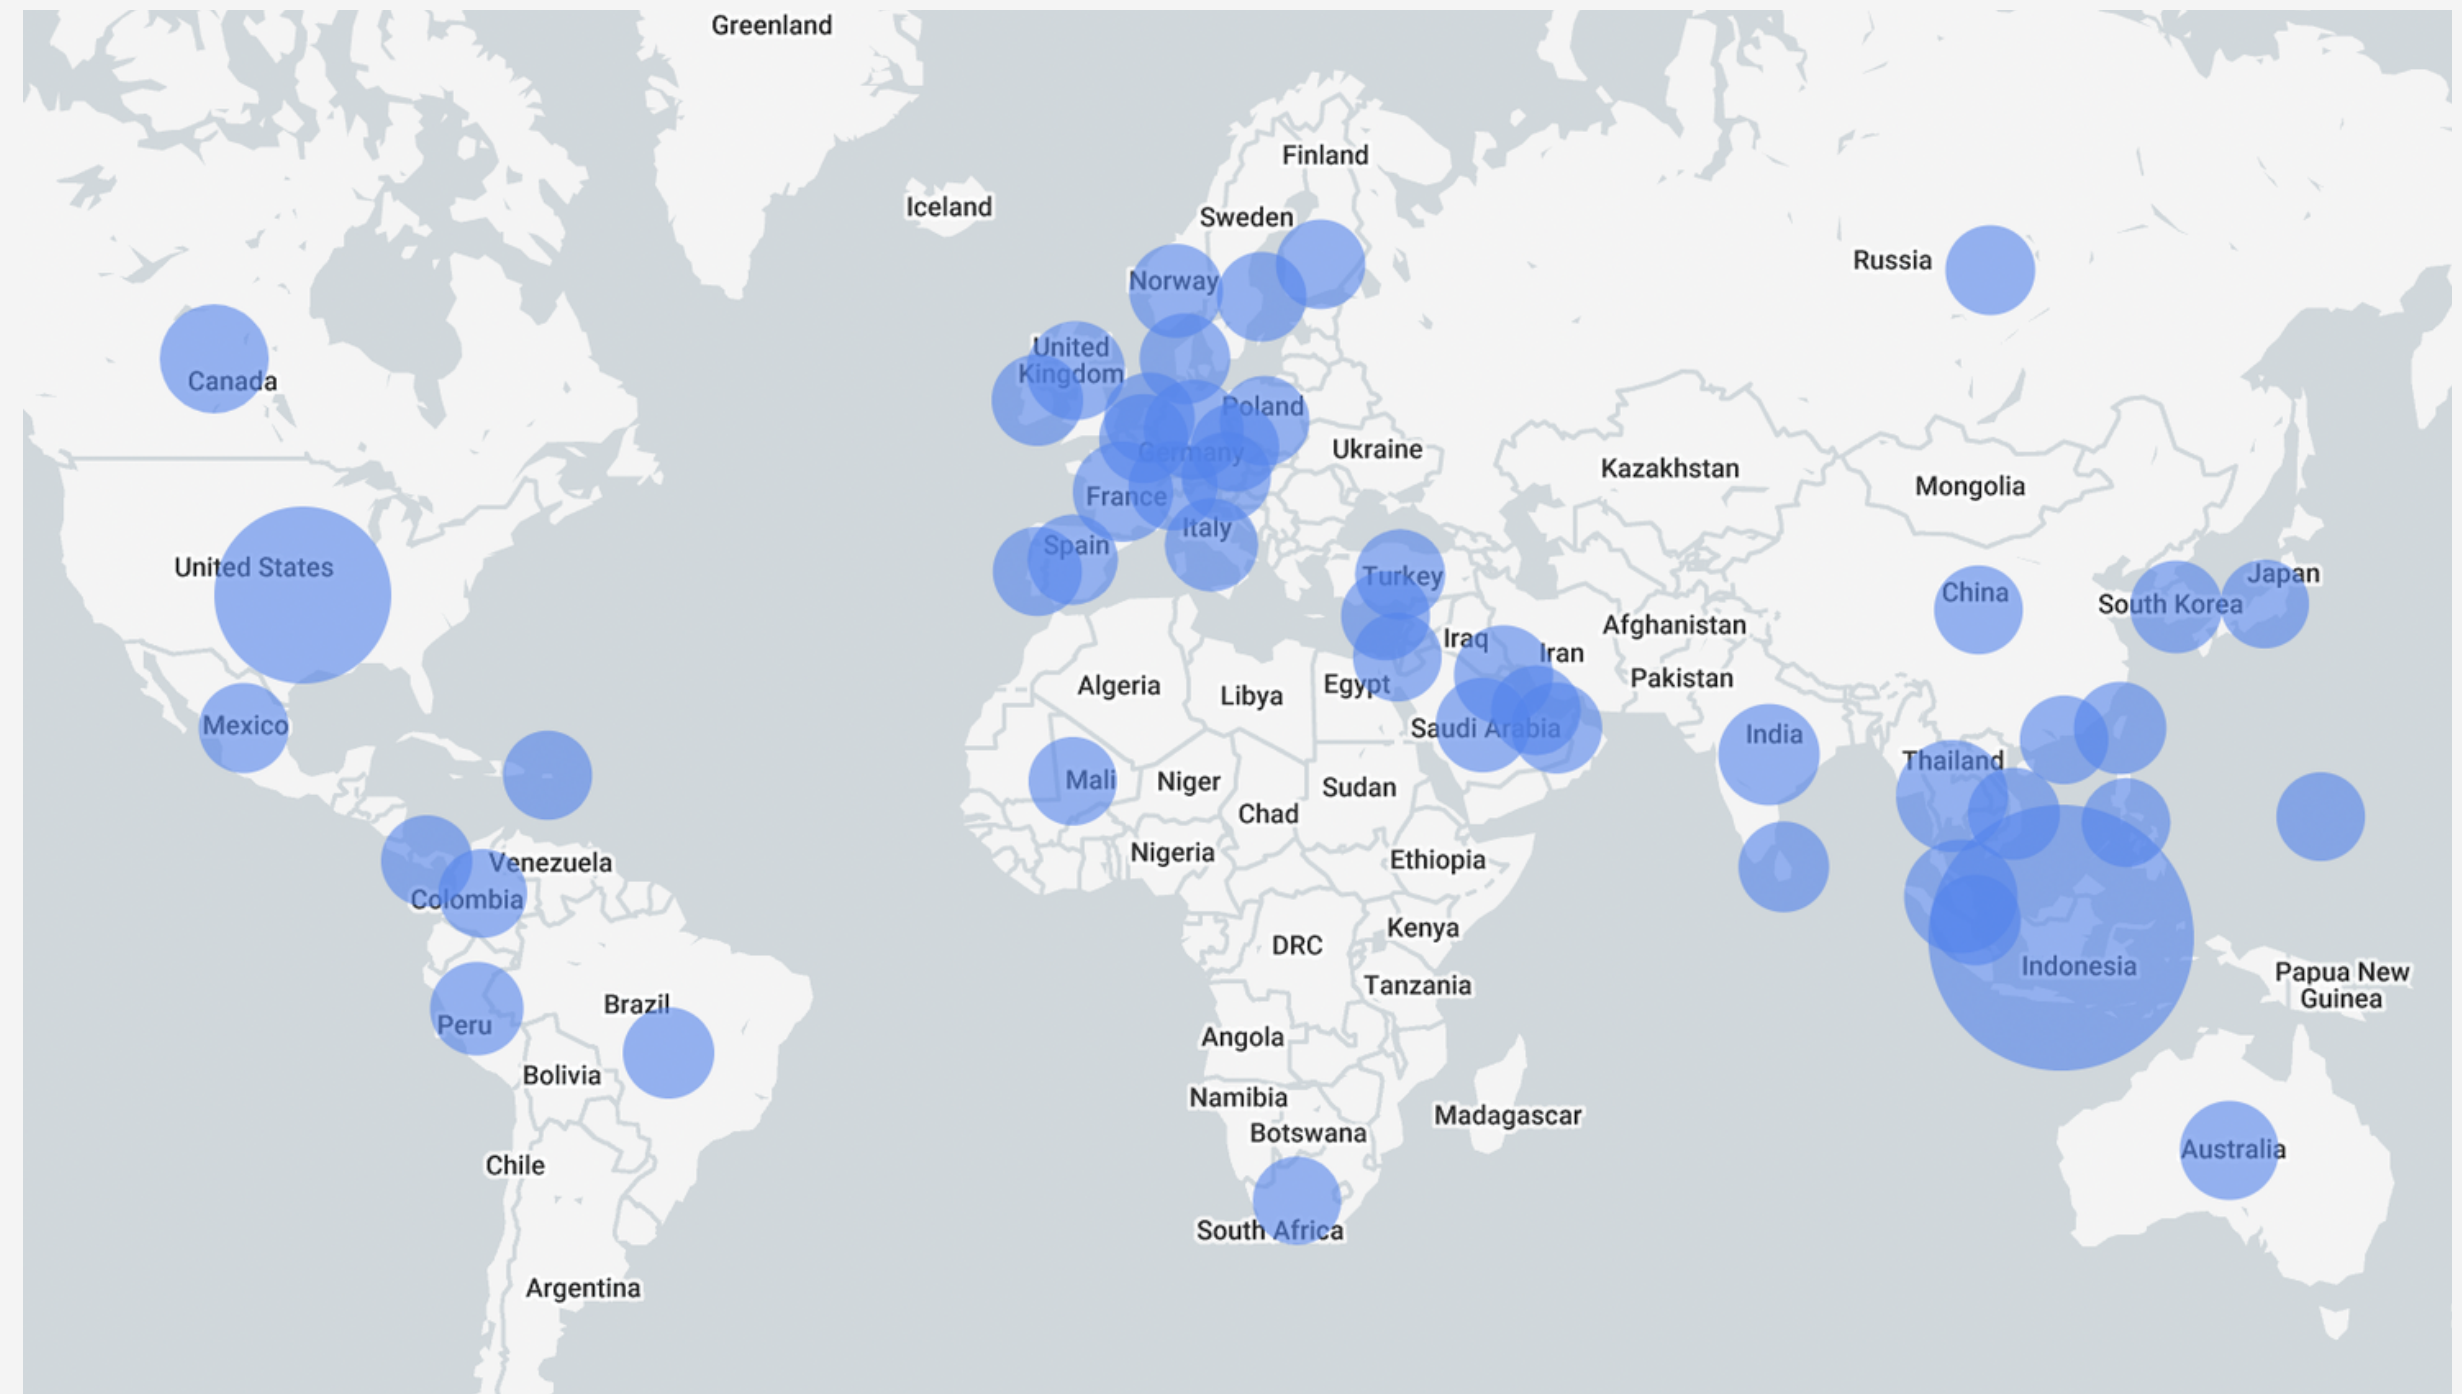 Greenland
Finland
Iceland
Sweden
Russia
Norway
United
Kingdom
Canada
Poland
Ukraine
Germany
Kazakhstan
Mongolia
France
Italy
Spain
United States
Turkey
China
Japan
South Korea
Afghanistan
Iraq
Iran
Pakistan
Algeria
Libya
Egypt
Mexico
Saudi Arabia
India
Thailand
Mali
Niger
Sudan
Chad
Nigeria
Ethiopia
Venezuela
Colombia
Kenya
DRC
Indonesia
Papua New
Guinea
Tanzania
Brazil
Peru
Angola
Bolivia
Namibia
Madagascar
Botswana
Australia
Chile
South Africa
Argentina